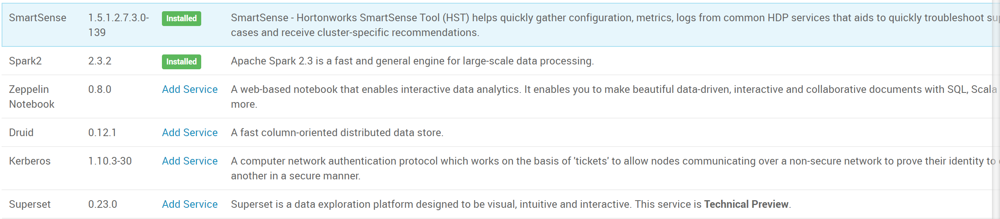 SmartSense 1.5.1.2.7.3.0- Installed SmartSense - Hortonworks SmartSense Tool (HST) helps quickly gather configuration, metrics, logs from common HDP services that aids to quickly troubleshoot
139 cases and receive cluster-specific recommendations.
Spark2 2.3.2 Installed Apache Spark 2.3 is a fast and general engine for large-scale data processing.
Zeppelin 0.8.0 Add Service A web-based notebook that enables interactive data analytics. It enables you to make beautiful data-driven, interactive and collaborative documents with SQL, Scala
Notebook more.
Druid 0.12.1 Add Service A fast column-oriented distributed data store.
Kerberos 1.10.3-30 Add Service A computer network authentication protocol which works on the basis of 'tickets' to allow nodes communicating over a non-secure network to prove their identity to
another in a secure manner.
Superset 0.23.0 Add Service Superset is a data exploration platform designed to be visual, intuitive and interactive. This service is Technical Preview.